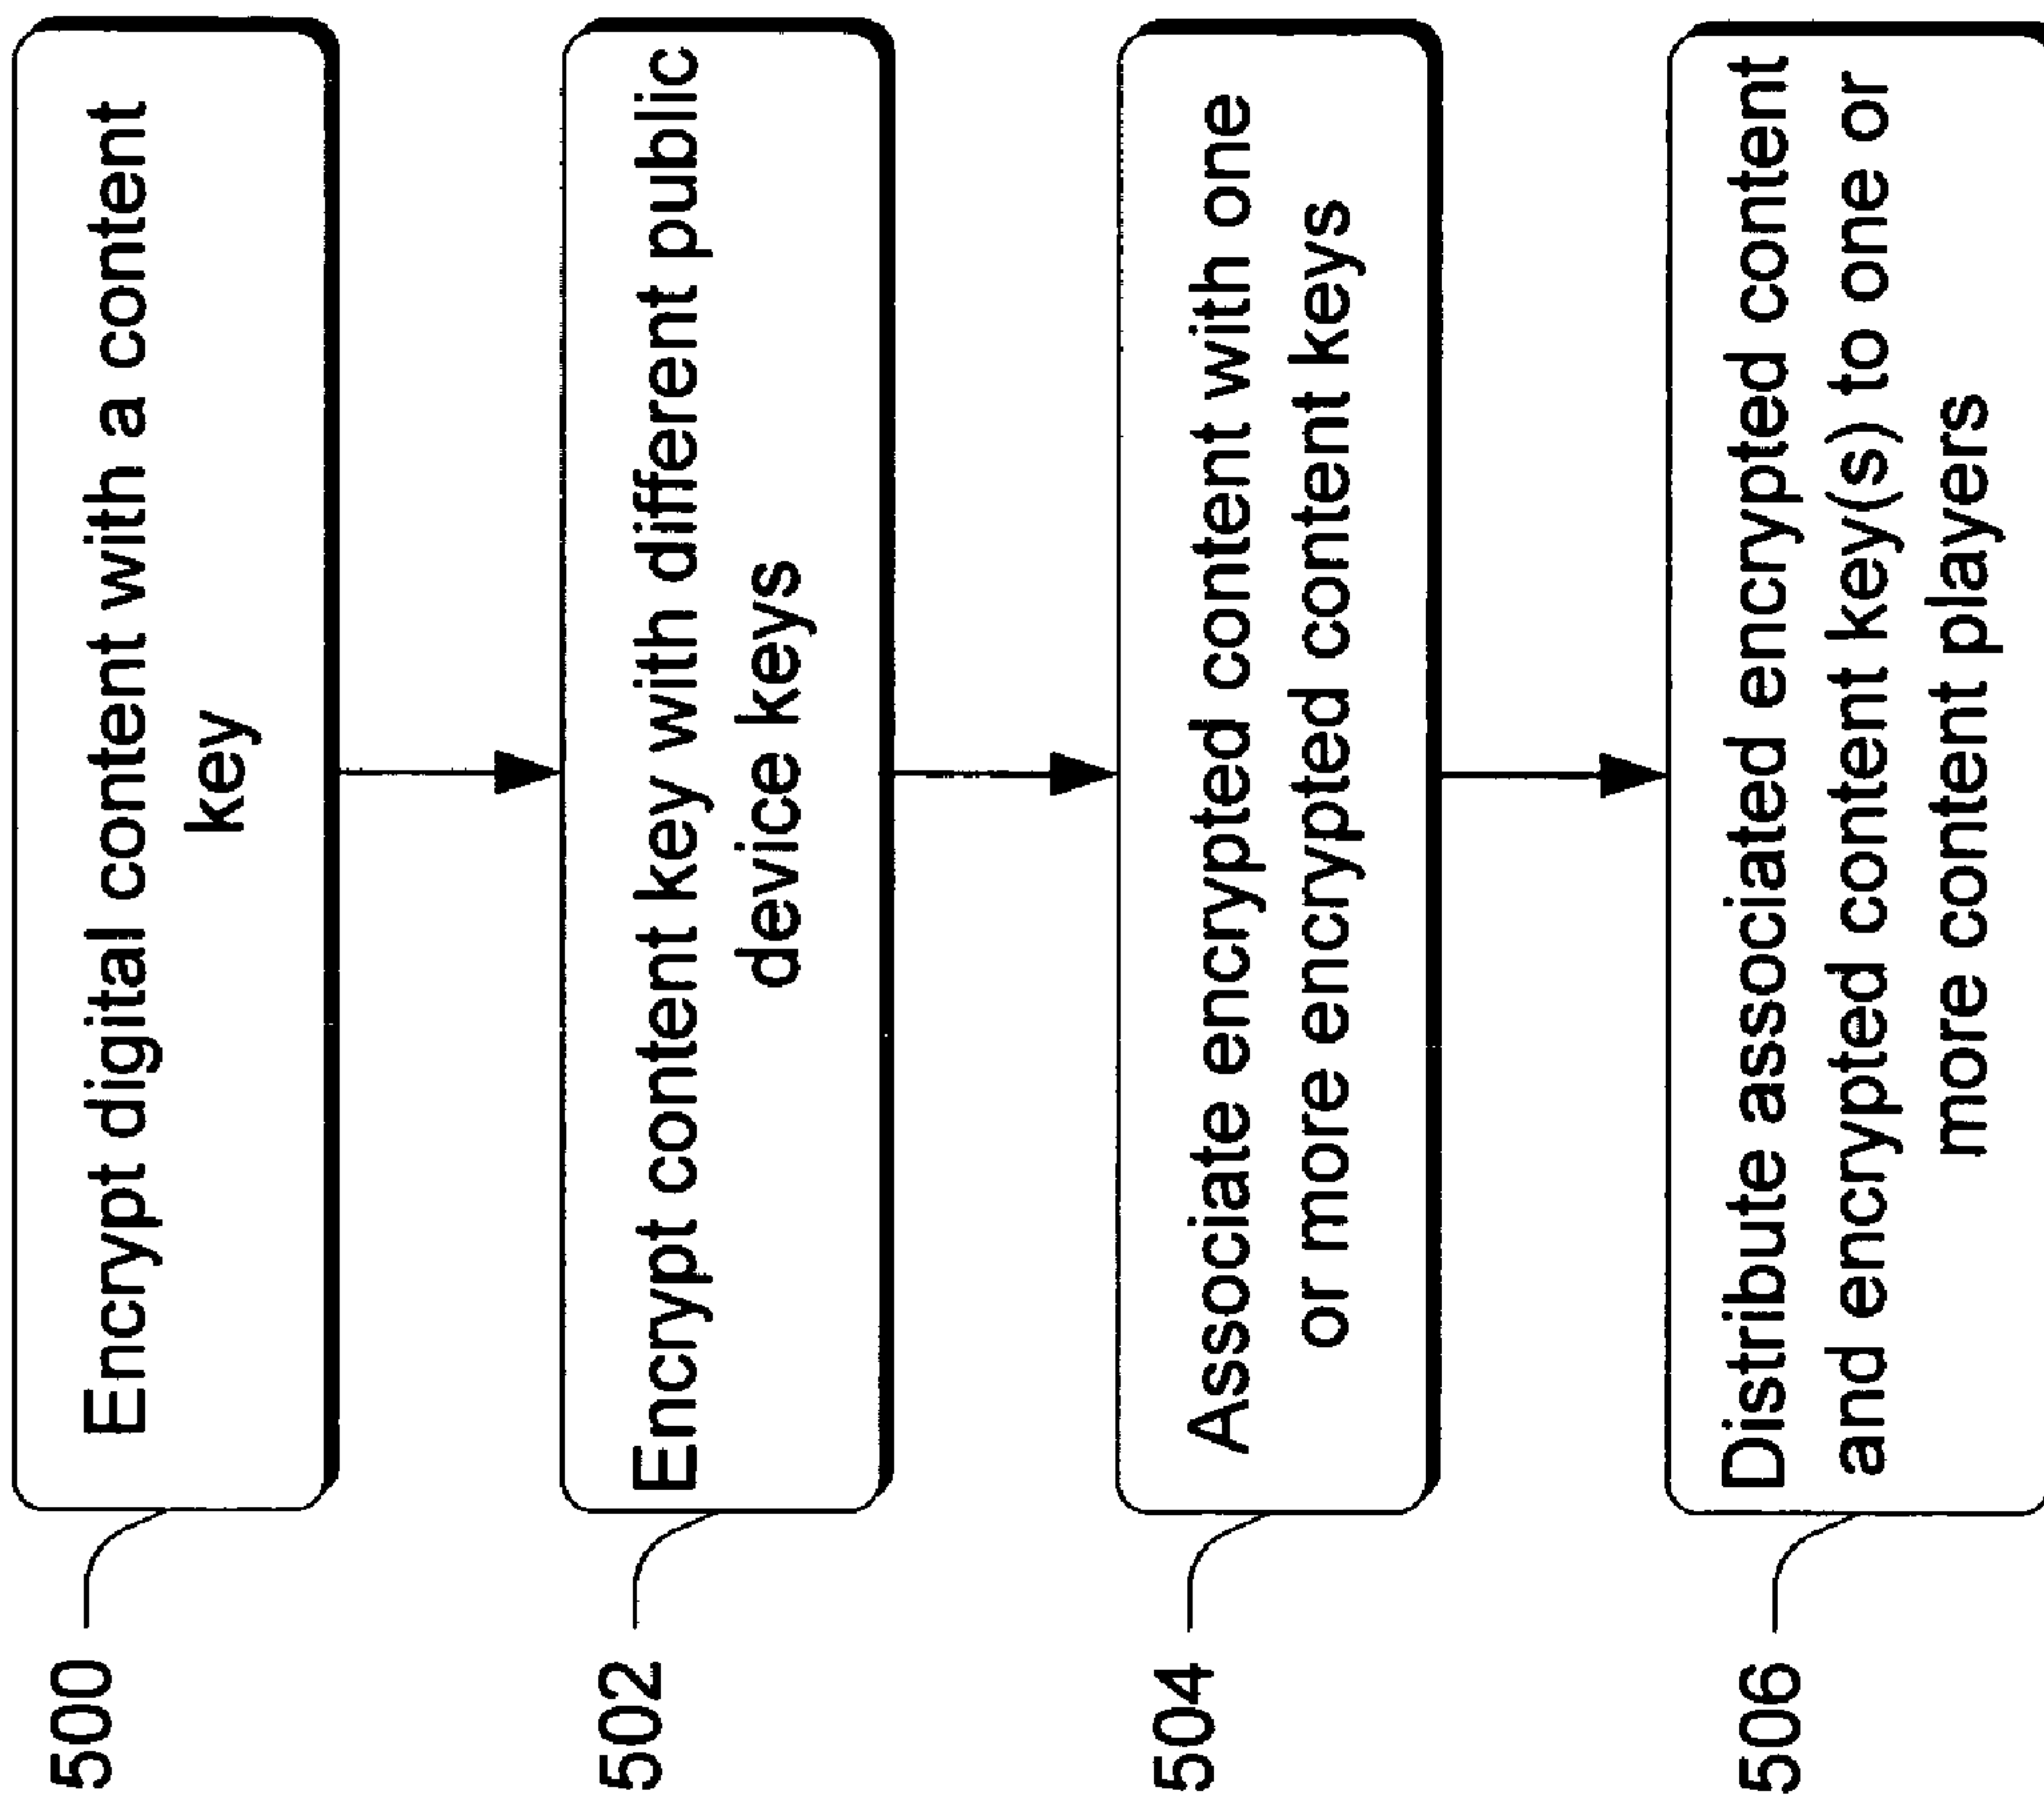 500
Encrypt digital content with a content
key
502
Encrypt content key with different public
device keys
504
Associate encrypted content with one
or more encrypted content keys
506
Distribute associated encrypted content
and encrypted content key(s) to one or
more content players